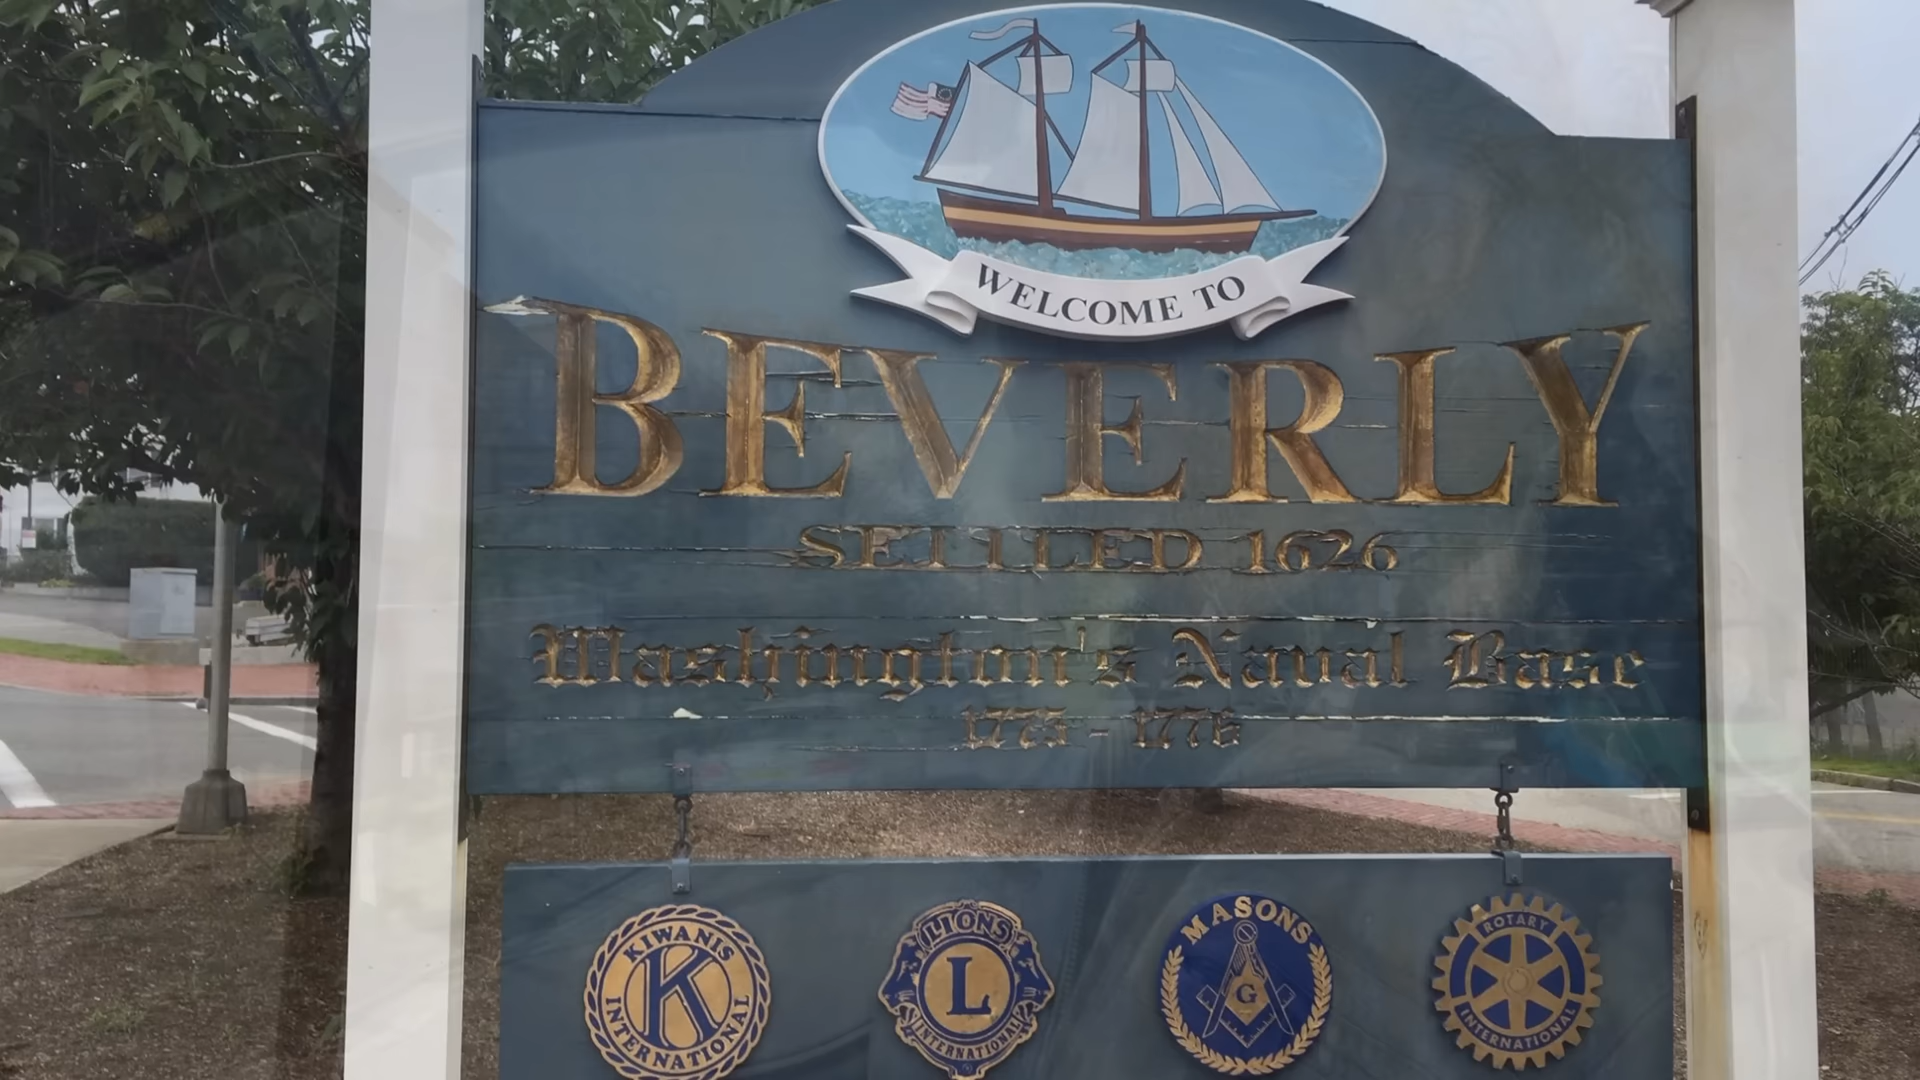 WELCOME TO
BEVERLY
SETTLED 1626
Washington's Naval Base
1775 - 1776
KIWANIS
K
INTERNATIONAL
LIONS
L
INTERNATIONAL
MASONS
G
ROTARY
INTERNATIONAL